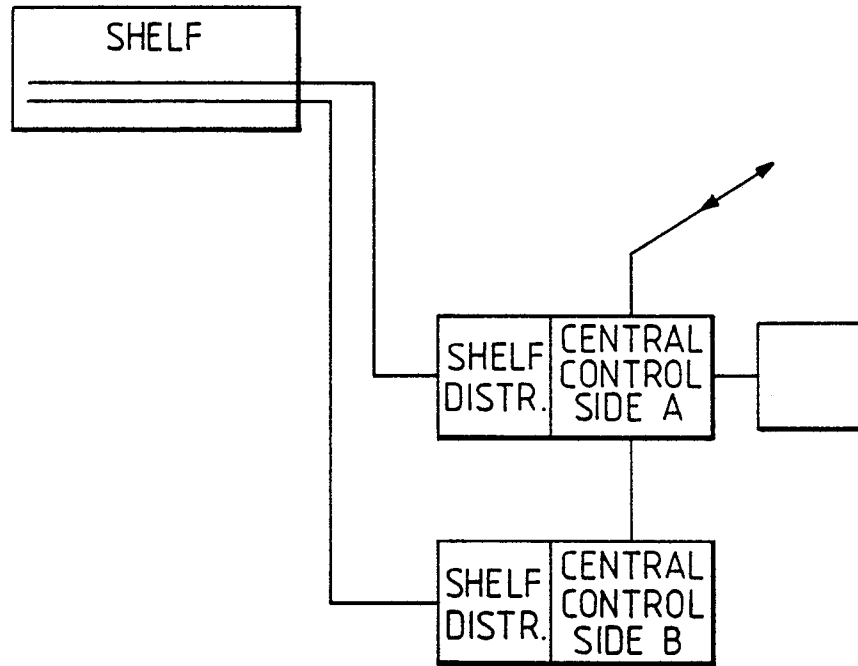 SHELF
SHELF
DISTR.
CENTRAL
CONTROL
SIDE A
SHELF
DISTR.
CENTRAL
CONTROL
SIDE B